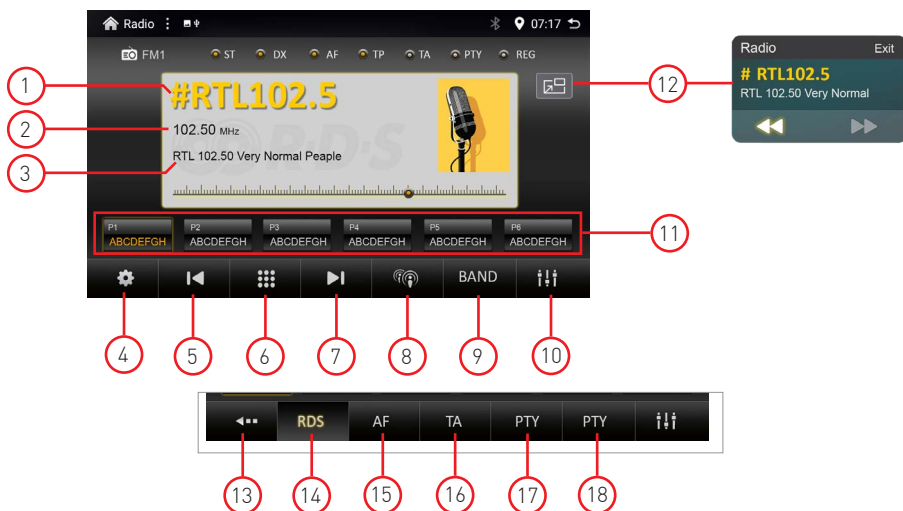 Radio 07:17
FM1 ST DX AF TP TA PTY REG
#RTL102.5
102.50 MHz
RDS
RTL 102.50 Very Normal Peaple
P1 P2 P3 P4 P5 P6
ABCDEFGH ABCDEFGH ABCDEFGH ABCDEFGH ABCDEFGH ABCDEFGH
BAND
1
2
3
4 5 6 7 8 9 10
11
12
Radio Exit
# RTL102.5
RTL 102.50 Very Normal
RDS AF TA PTY PTY
13 14 15 16 17 18